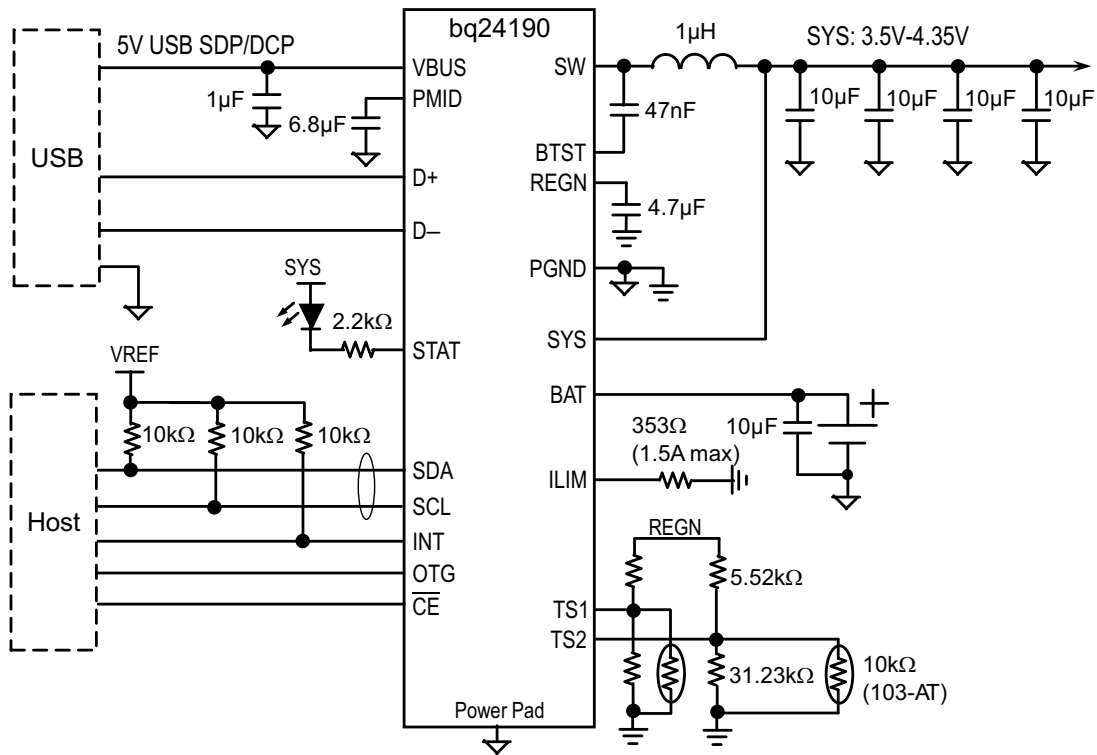 bq24190
5V USB SDP/DCP
1μH
SYS: 3.5V-4.35V
VBUS
SW
PMID
1μF
6.8μF
47nF
10μF
10μF
10μF
10μF
USB
BTST
D+
REGN
4.7μF
D–
PGND
SYS
2.2kΩ
STAT
SYS
VREF
BAT
10kΩ
10kΩ
10kΩ
353Ω
(1.5A max)
10μF
SDA
ILIM
SCL
Host
INT
REGN
OTG
5.52kΩ
CE
TS1
TS2
31.23kΩ
10kΩ
(103-AT)
Power Pad